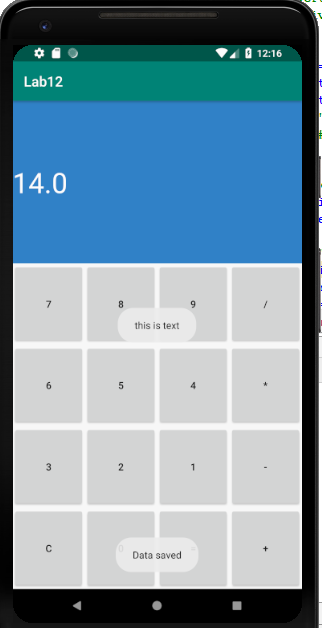 12:16
Lab12
14.0
7 8 9 /
this is text
6 5 4 *
3 2 1 -
C 0 +
Data saved